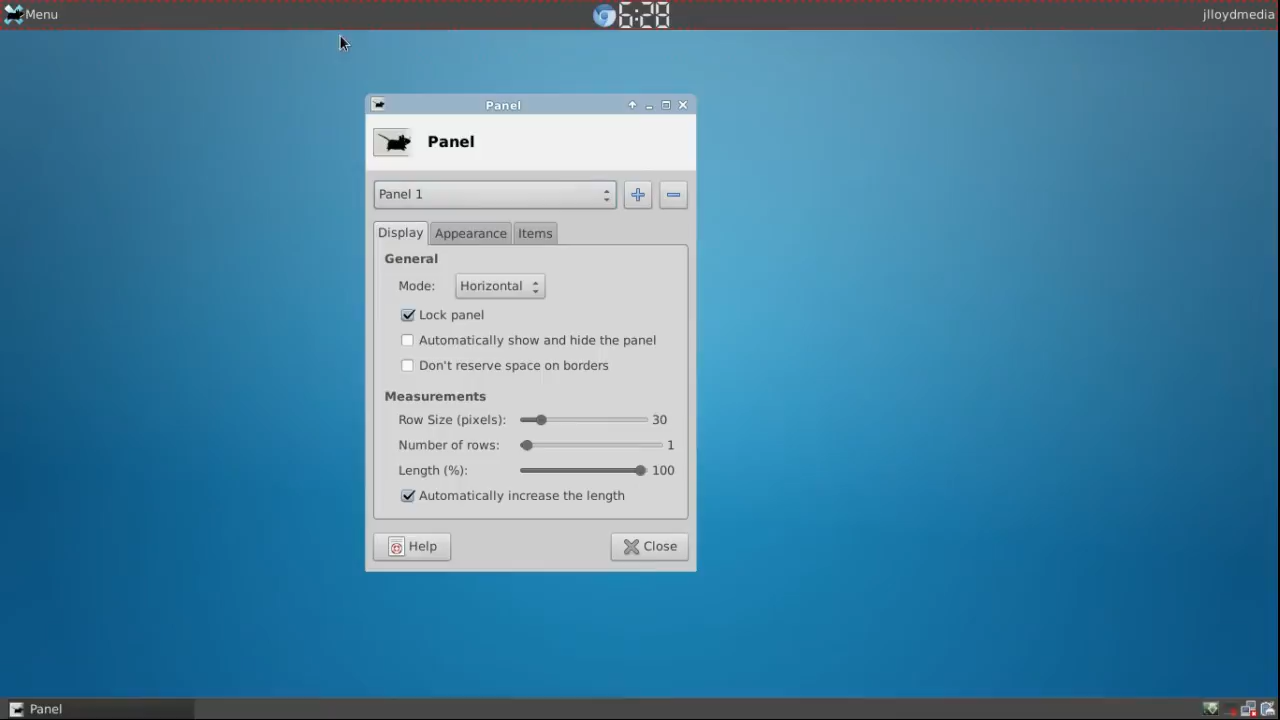 Menu
6:28
jlloydmedia
Panel
Panel
Panel 1
Display Appearance Items
General
Mode: Horizontal
Lock panel
Automatically show and hide the panel
Don't reserve space on borders
Measurements
Row Size (pixels): 30
Number of rows: 1
Length (%): 100
Automatically increase the length
Help Close
Panel